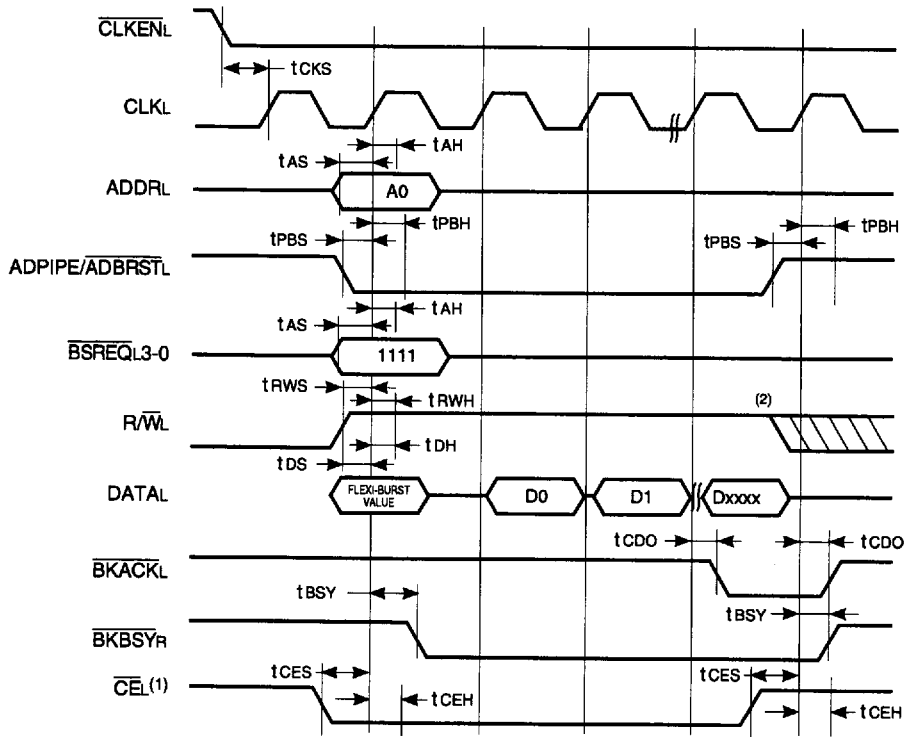 CLKENL
tCKS
CLKL
tAH
tAS
ADDRL
A0
tPBH
tPBS
tPBH
tPBS
ADPIPE/ADBRSTL
tAH
tAS
BSREQL3-0
1111
tRWS
tRWH
(2)
R/WL
tDH
tDS
DATAL
FLEXI-BURST
VALUE
D0
D1
Dxxxx
tCDO
tCDO
BKACKL
tBSY
tBSY
BKBSYR
tCES
tCES
CEL(1)
tCEH
tCEH